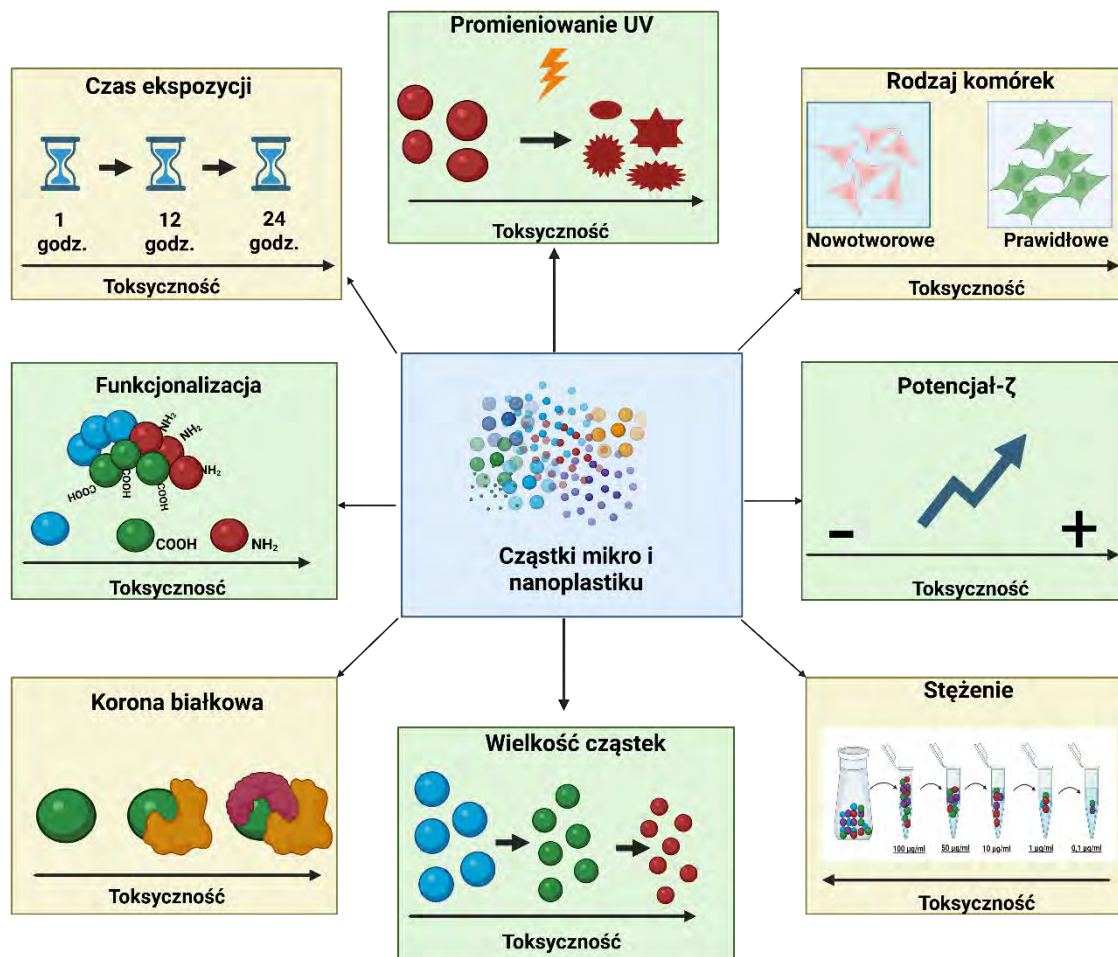 Promieniowanie UV
Toksyczność
Czas ekspozycji
1
godz.
12
godz.
24
godz.
Toksyczność
Rodzaj komórek
Nowotworowe
Prawidłowe
Toksyczność
Funkcjonalizacja
NH₂
NH₂
NH₂
COOH
COOH
COOH
COOH
NH₂
Toksyczność
Cząstki mikro i
nanoplastiku
Potencjał-ζ
-
+
Toksyczność
Korona białkowa
Toksyczność
Wielkość cząstek
Toksyczność
Stężenie
100 µg/ml
50 µg/ml
10 µg/ml
1 µg/ml
0,1 µg/ml
Toksyczność